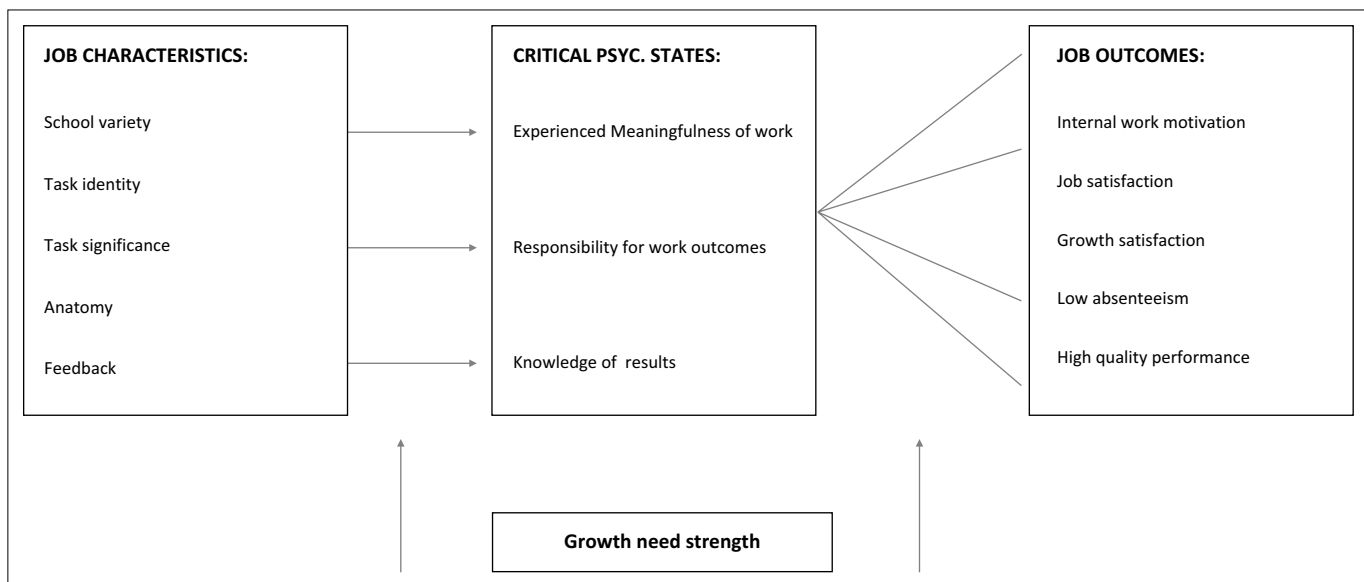 JOB CHARACTERISTICS:
School variety
Task identity
Task significance
Anatomy
Feedback
CRITICAL PSYC. STATES:
Experienced Meaningfulness of work
Responsibility for work outcomes
Knowledge of results
JOB OUTCOMES:
Internal work motivation
Job satisfaction
Growth satisfaction
Low absenteeism
High quality performance
Growth need strength